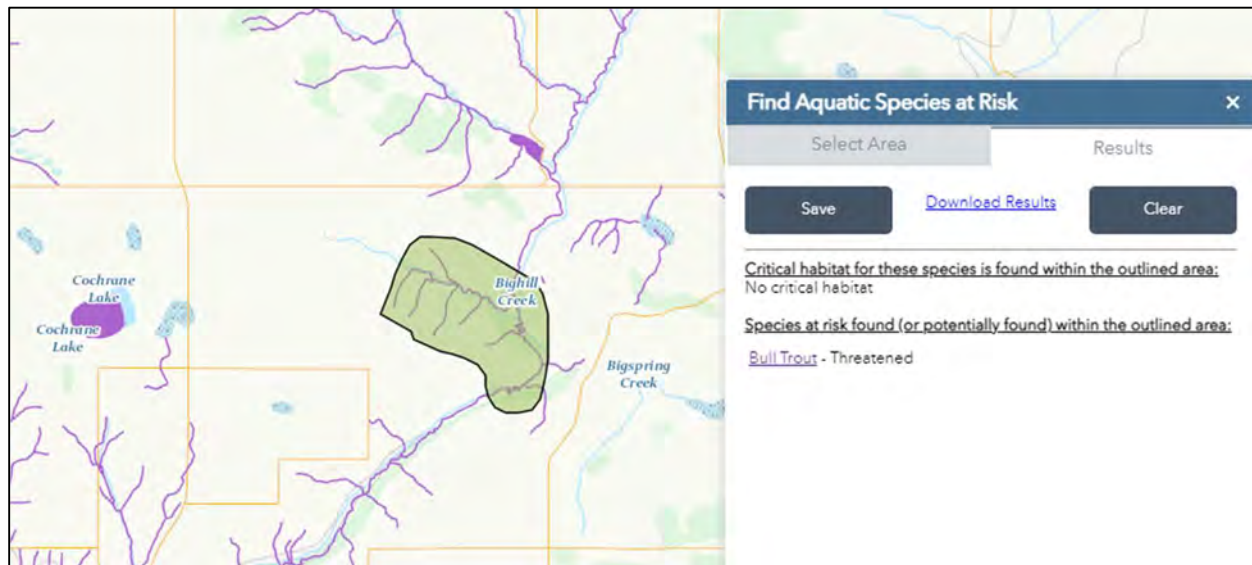 Cochrane
Lake
Cochrane
Lake
Bighill
Creek
Bigspring
Creek
Find Aquatic Species at Risk
×
Select Area
Results
Save
Download Results
Clear
Critical habitat for these species is found within the outlined area:
No critical habitat
Species at risk found (or potentially found) within the outlined area:
Bull Trout - Threatened